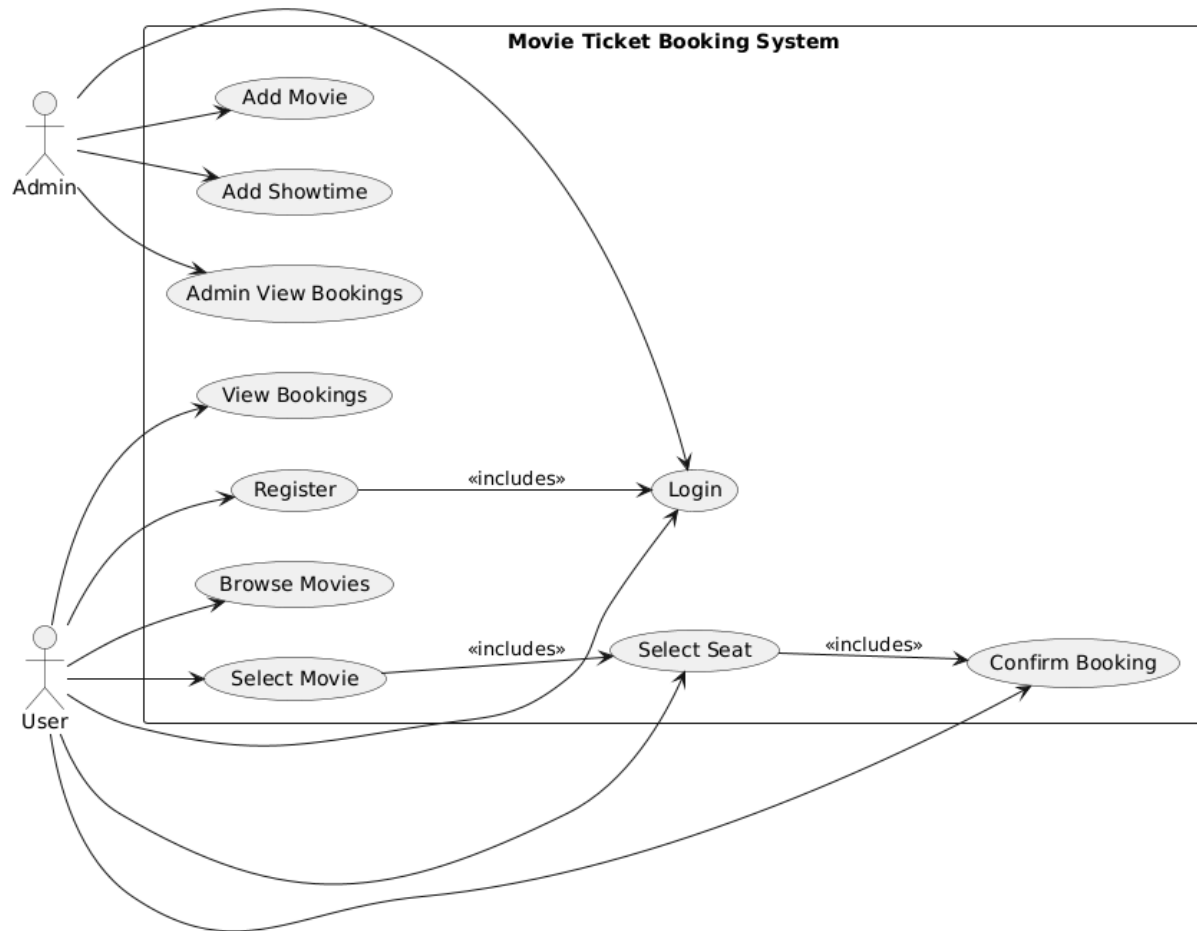 Movie Ticket Booking System
Add Movie
Admin
Add Showtime
Admin View Bookings
View Bookings
Register
«includes»
Login
Browse Movies
Select Movie
«includes»
Select Seat
«includes»
Confirm Booking
User